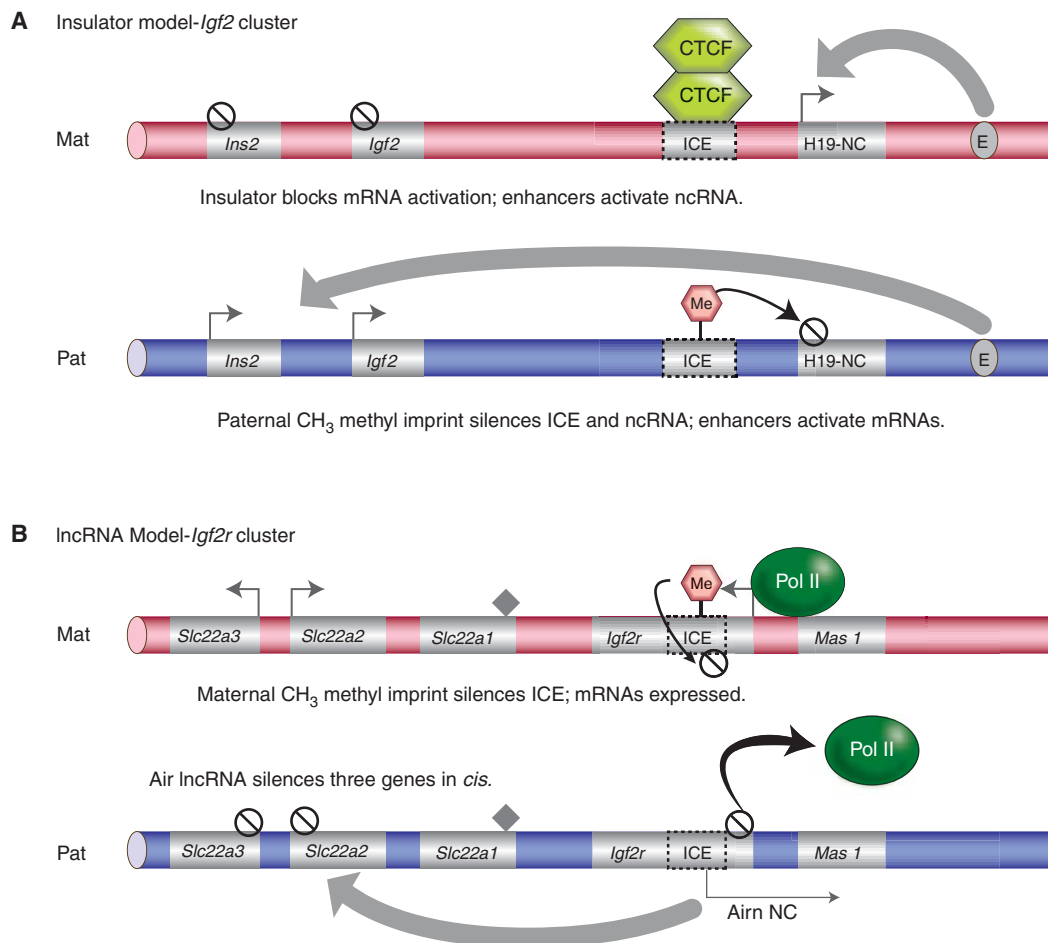 A Insulator model-Igf2 cluster
CTCF
CTCF
Mat Ins2 Igf2 ICE H19-NC E
Insulator blocks mRNA activation; enhancers activate ncRNA.
Me
Pat Ins2 Igf2 ICE H19-NC E
Paternal CH3 methyl imprint silences ICE and ncRNA; enhancers activate mRNAs.
B lncRNA Model-Igf2r cluster
Me Pol II
Mat Slc22a3 Slc22a2 Slc22a1 Igf2r ICE Mas 1
Maternal CH3 methyl imprint silences ICE; mRNAs expressed.
Pol II
Air lncRNA silences three genes in cis.
Pat Slc22a3 Slc22a2 Slc22a1 Igf2r ICE Mas 1
Airn NC